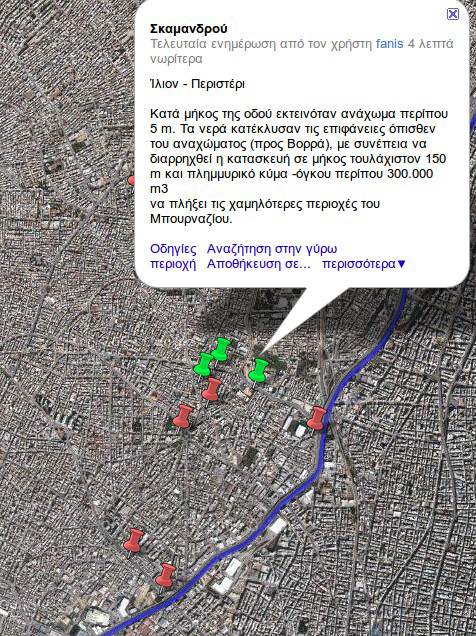 Σκαμανδρού
Τελευταία ενημέρωση από τον χρήστη fanis 4 λεπτά
νωρίτερα
Ίλιον - Περιστέρι
Κατά μήκος της οδού εκτεινόταν ανάχωμα περίπου
5 m. Τα νερά κατέκλυσαν τις επιφάνειες όπισθεν
του αναχώματος (προς Βορρά), με συνέπεια να
διαρρηχθεί η κατασκευή σε μήκος τουλάχιστον 150
m και πλημμυρικό κύμα -όγκου περίπου 300.000
m3
να πλήξει τις χαμηλότερες περιοχές του
Μπουρναζίου.
Οδηγίες Αναζήτηση στην γύρω
περιοχή Αποθήκευση σε... περισσότερα▼